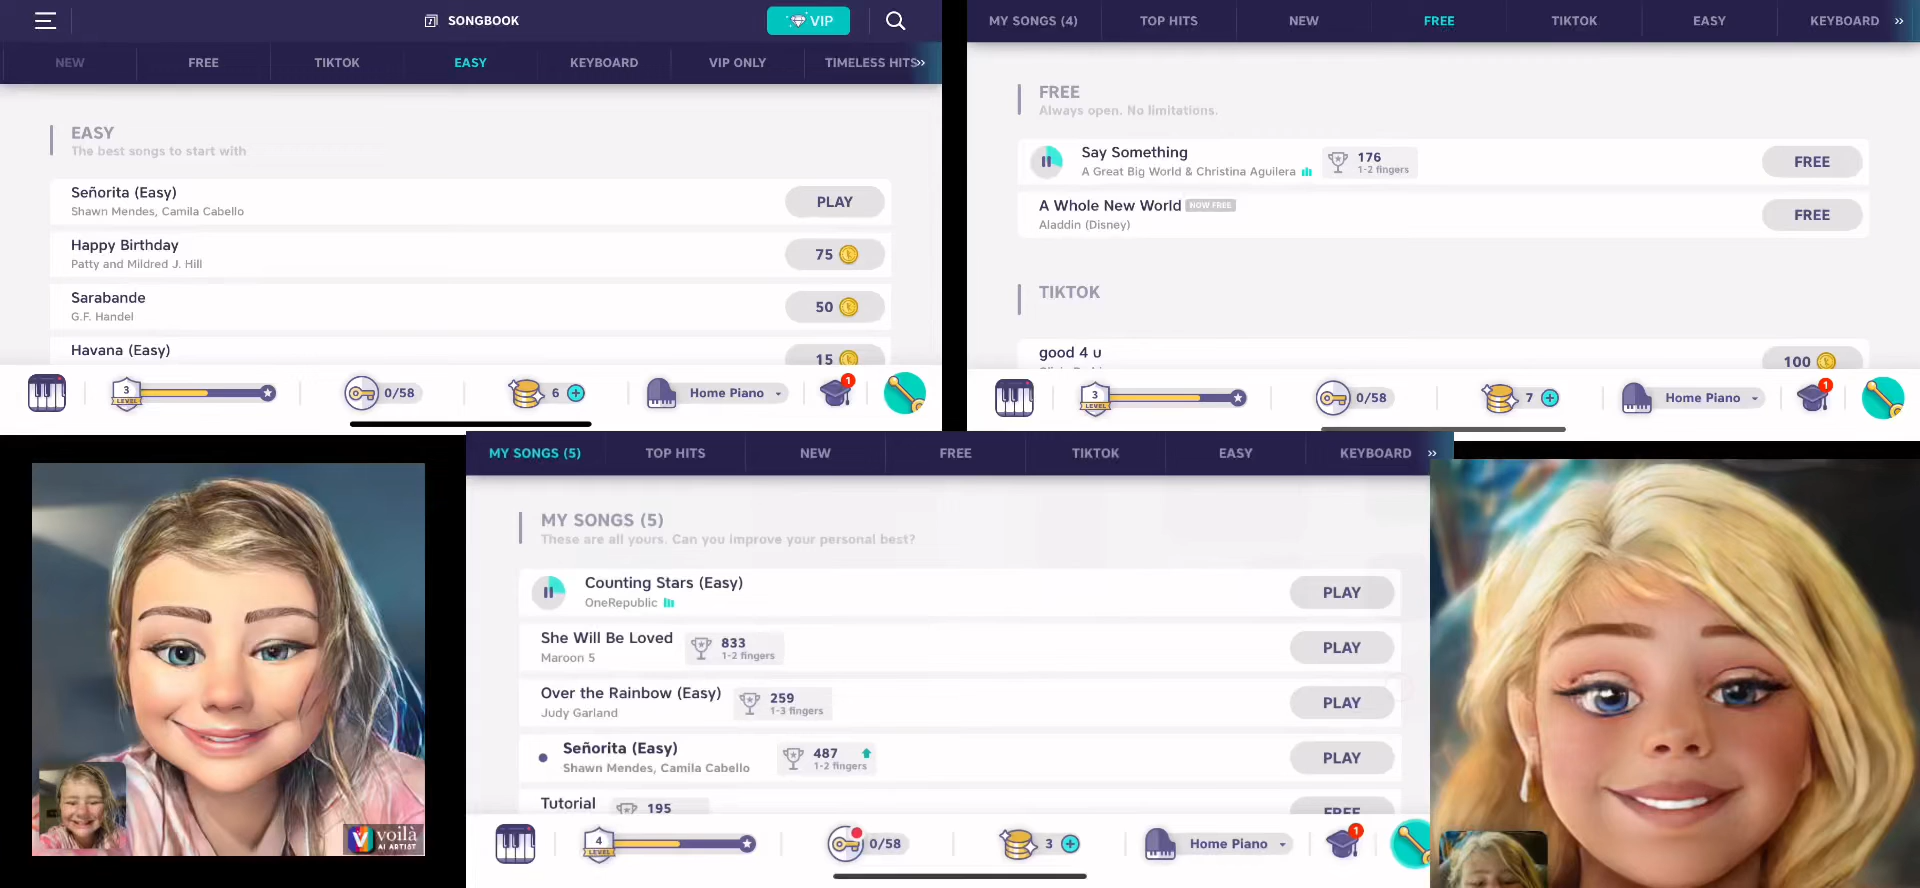 SONGBOOK
VIP
NEW
FREE
TIKTOK
EASY
KEYBOARD
VIP ONLY
TIMELESS HITS
EASY
The best songs to start with
Señorita (Easy)
Shawn Mendes, Camila Cabello
PLAY
Happy Birthday
Patty and Mildred J. Hill
75
Sarabande
G.F. Handel
50
Havana (Easy)
15
3
LEVEL
0/58
6
Home Piano
1
MY SONGS (4)
TOP HITS
NEW
FREE
TIKTOK
EASY
KEYBOARD
FREE
Always open. No limitations.
Say Something
A Great Big World & Christina Aguilera
176
1-2 fingers
FREE
A Whole New World
NOW FREE
Aladdin (Disney)
FREE
TIKTOK
good 4 u
100
3
LEVEL
0/58
7
Home Piano
1
MY SONGS (5)
TOP HITS
NEW
FREE
TIKTOK
EASY
KEYBOARD
MY SONGS (5)
These are all yours. Can you improve your personal best?
Counting Stars (Easy)
OneRepublic
PLAY
She Will Be Loved
Maroon 5
833
1-2 fingers
PLAY
Over the Rainbow (Easy)
Judy Garland
259
1-3 fingers
PLAY
Señorita (Easy)
Shawn Mendes, Camila Cabello
487
1-2 fingers
PLAY
Tutorial
195
FREE
4
LEVEL
0/58
3
Home Piano
1
voilà
AI ARTIST